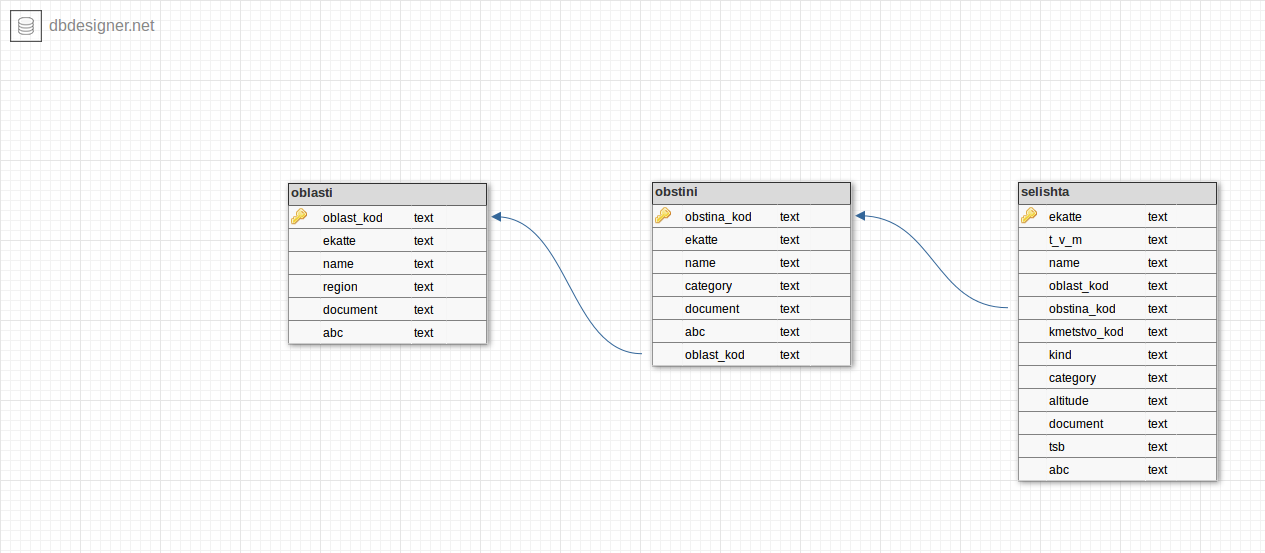 dbdesigner.net
oblasti
oblast_kod text
ekatte text
name text
region text
document text
abc text
obstini
obstina_kod text
ekatte text
name text
category text
document text
abc text
oblast_kod text
selishta
ekatte text
t_v_m text
name text
oblast_kod text
obstina_kod text
kmetstvo_kod text
kind text
category text
altitude text
document text
tsb text
abc text